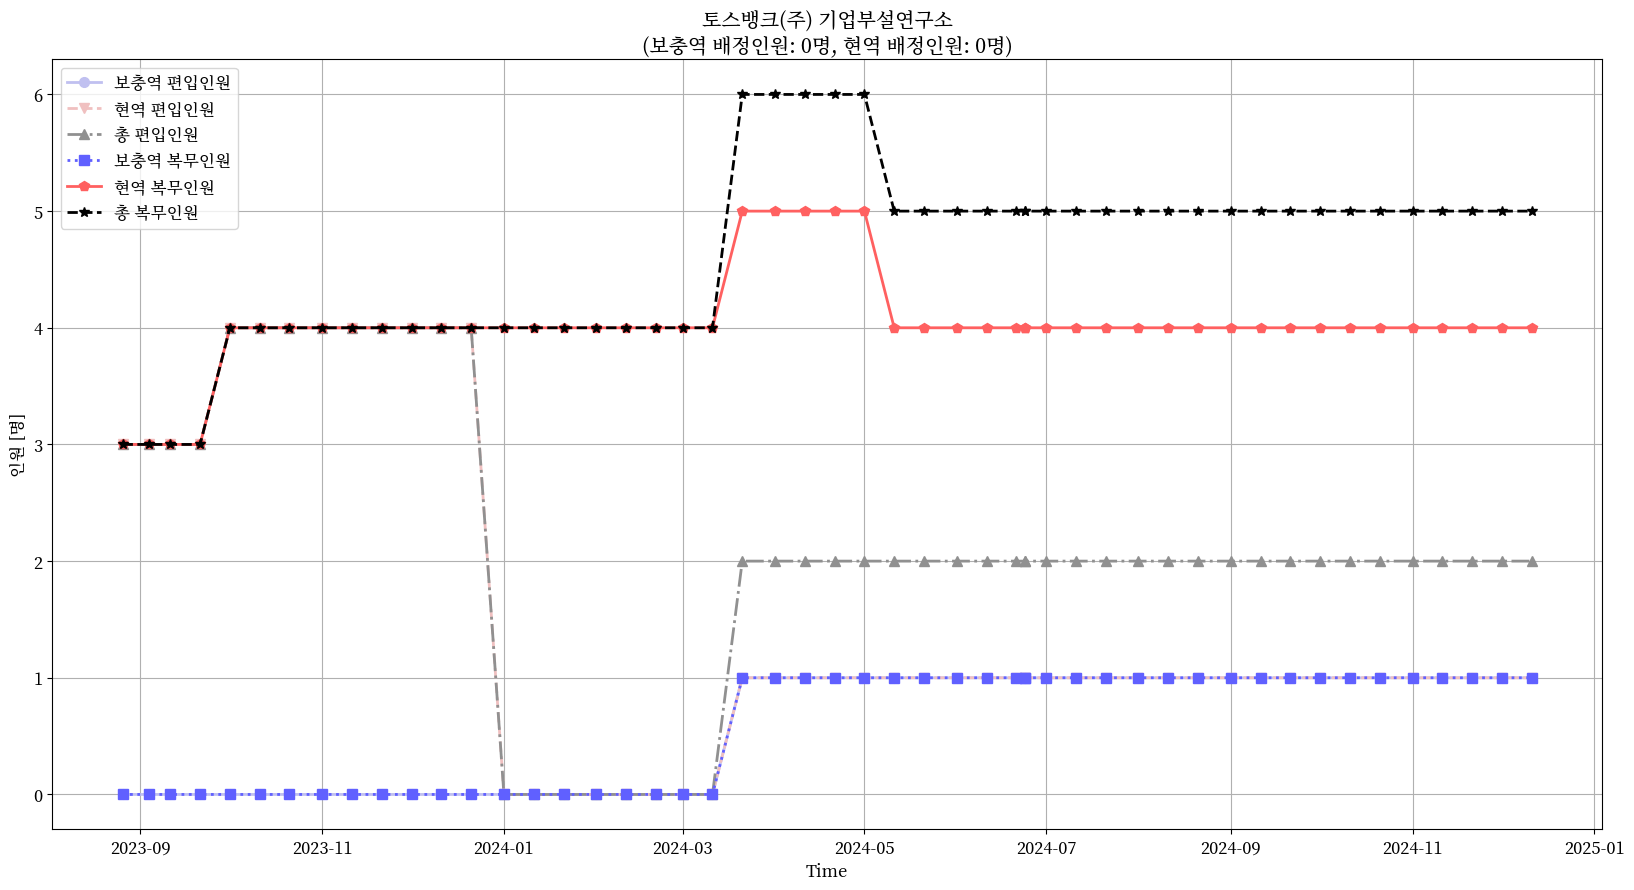 토스뱅크(주) 기업부설연구소
(보충역 배정인원: 0명, 현역 배정인원: 0명)
보충역 편입인원
현역 편입인원
총 편입인원
보충역 복무인원
현역 복무인원
총 복무인원
6
5
4
3
2
1
0
인원 [명]
2023-09 2023-11 2024-01 2024-03 2024-05 2024-07 2024-09 2024-11 2025-01
Time